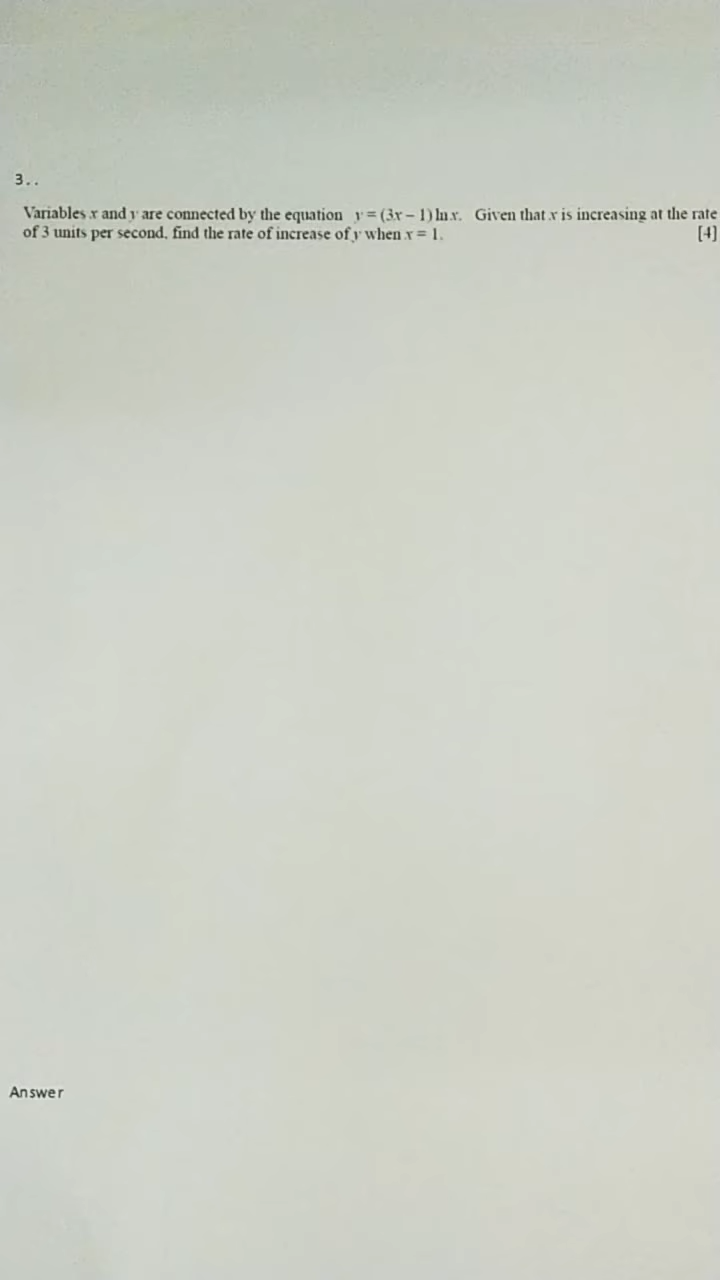 3..
Variables x and y are connected by the equation y = (3x – 1) ln x. Given that x is increasing at the rate
of 3 units per second, find the rate of increase of y when x = 1. [4]
Answer